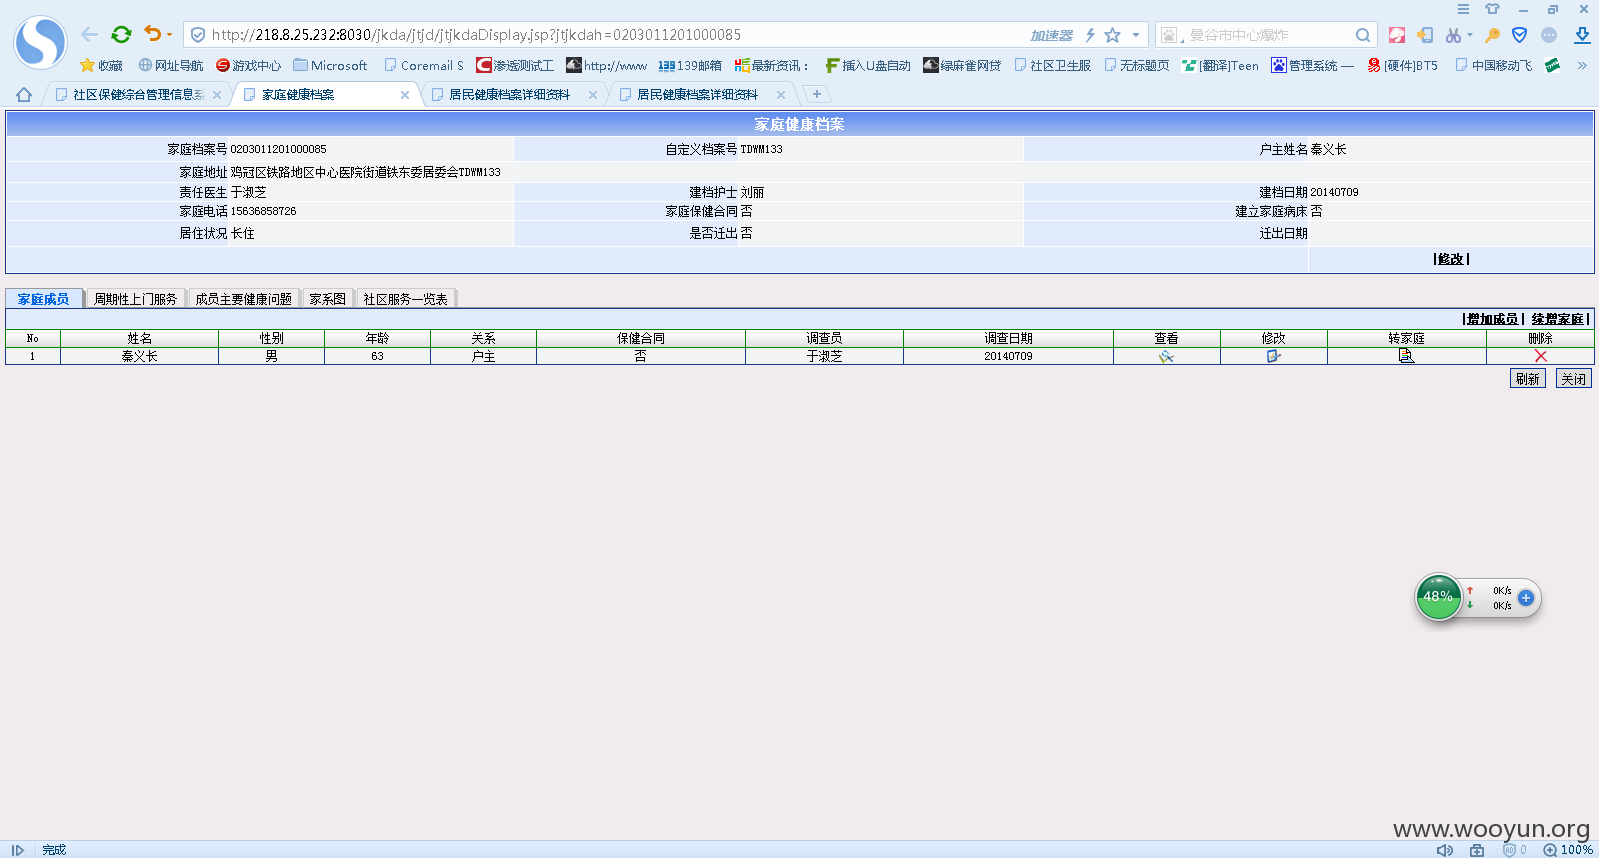 http://218.8.25.232:8030/jkda/jtjd/jtjkdaDisplay.jsp?jtjkdah=0203011201000085 加速器 曼谷市中心爆炸
收藏 网址导航 游戏中心 Microsoft Coremail S 渗透测试工 http://www 139邮箱 最新资讯： 插入U盘自动 绿麻雀网贷 社区卫生服 无标题页 [翻译]Teen 管理系统 — [硬件]BT5 中国移动飞 »
社区保健综合管理信息系 家庭健康档案 居民健康档案详细资料 居民健康档案详细资料
家庭健康档案
家庭档案号 0203011201000085 自定义档案号 TDWM133 户主姓名 秦义长
家庭地址 鸡冠区铁路地区中心医院街道铁东委居委会TDWM133
责任医生 于淑芝 建档护士 刘丽 建档日期 20140709
家庭电话 15636858726 家庭保健合同 否 建立家庭病床 否
居住状况 长住 是否迁出 否 迁出日期
|修改|
家庭成员 周期性上门服务 成员主要健康问题 家系图 社区服务一览表
|增加成员| 续增家庭|
No 姓名 性别 年龄 关系 保健合同 调查员 调查日期 查看 修改 转家庭 删除
1 秦义长 男 63 户主 否 于淑芝 20140709
刷新 关闭
48% 0K/s
0K/s
www.wooyun.org
完成 0 100%